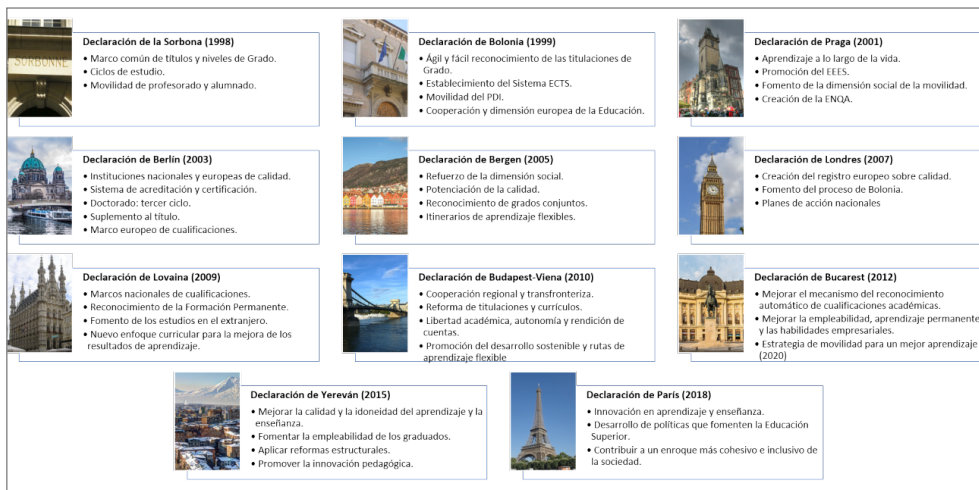 SORBONNE
Declaración de la Sorbona (1998)
• Marco común de títulos y niveles de Grado.
• Ciclos de estudio.
• Movilidad de profesorado y alumnado.
Declaración de Bolonia (1999)
• Ágil y fácil reconocimiento de las titulaciones de
Grado.
• Establecimiento del Sistema ECTS.
• Movilidad del PDI.
• Cooperación y dimensión europea de la Educación.
Declaración de Praga (2001)
• Aprendizaje a lo largo de la vida.
• Promoción del EEES.
• Fomento de la dimensión social de la movilidad.
• Creación de la ENQA.
Declaración de Berlín (2003)
• Instituciones nacionales y europeas de calidad.
• Sistema de acreditación y certificación.
• Doctorado: tercer ciclo.
• Suplemento al título.
• Marco europeo de cualificaciones.
Declaración de Bergen (2005)
• Refuerzo de la dimensión social.
• Potenciación de la calidad.
• Reconocimiento de grados conjuntos.
• Itinerarios de aprendizaje flexibles.
Declaración de Londres (2007)
• Creación del registro europeo sobre calidad.
• Fomento del proceso de Bolonia.
• Planes de acción nacionales
Declaración de Lovaina (2009)
• Marcos nacionales de cualificaciones.
• Reconocimiento de la Formación Permanente.
• Fomento de los estudios en el extranjero.
• Nuevo enfoque curricular para la mejora de los
resultados de aprendizaje.
Declaración de Budapest-Viena (2010)
• Cooperación regional y transfronteriza.
• Reforma de titulaciones y currículos.
• Libertad académica, autonomía y rendición de
cuentas.
• Promoción del desarrollo sostenible y rutas de
aprendizaje flexible
Declaración de Bucarest (2012)
• Mejorar el mecanismo del reconocimiento
automático de cualificaciones académicas.
• Mejorar la empleabilidad, aprendizaje permanente
y las habilidades empresariales.
• Estrategia de movilidad para un mejor aprendizaje
(2020)
Declaración de Yereván (2015)
• Mejorar la calidad y la idoneidad del aprendizaje y la
enseñanza.
• Fomentar la empleabilidad de los graduados.
• Aplicar reformas estructurales.
• Promover la innovación pedagógica.
Declaración de París (2018)
• Innovación en aprendizaje y enseñanza.
• Desarrollo de políticas que fomenten la Educación
Superior.
• Contribuir a un enroque más cohesivo e inclusivo de
la sociedad.